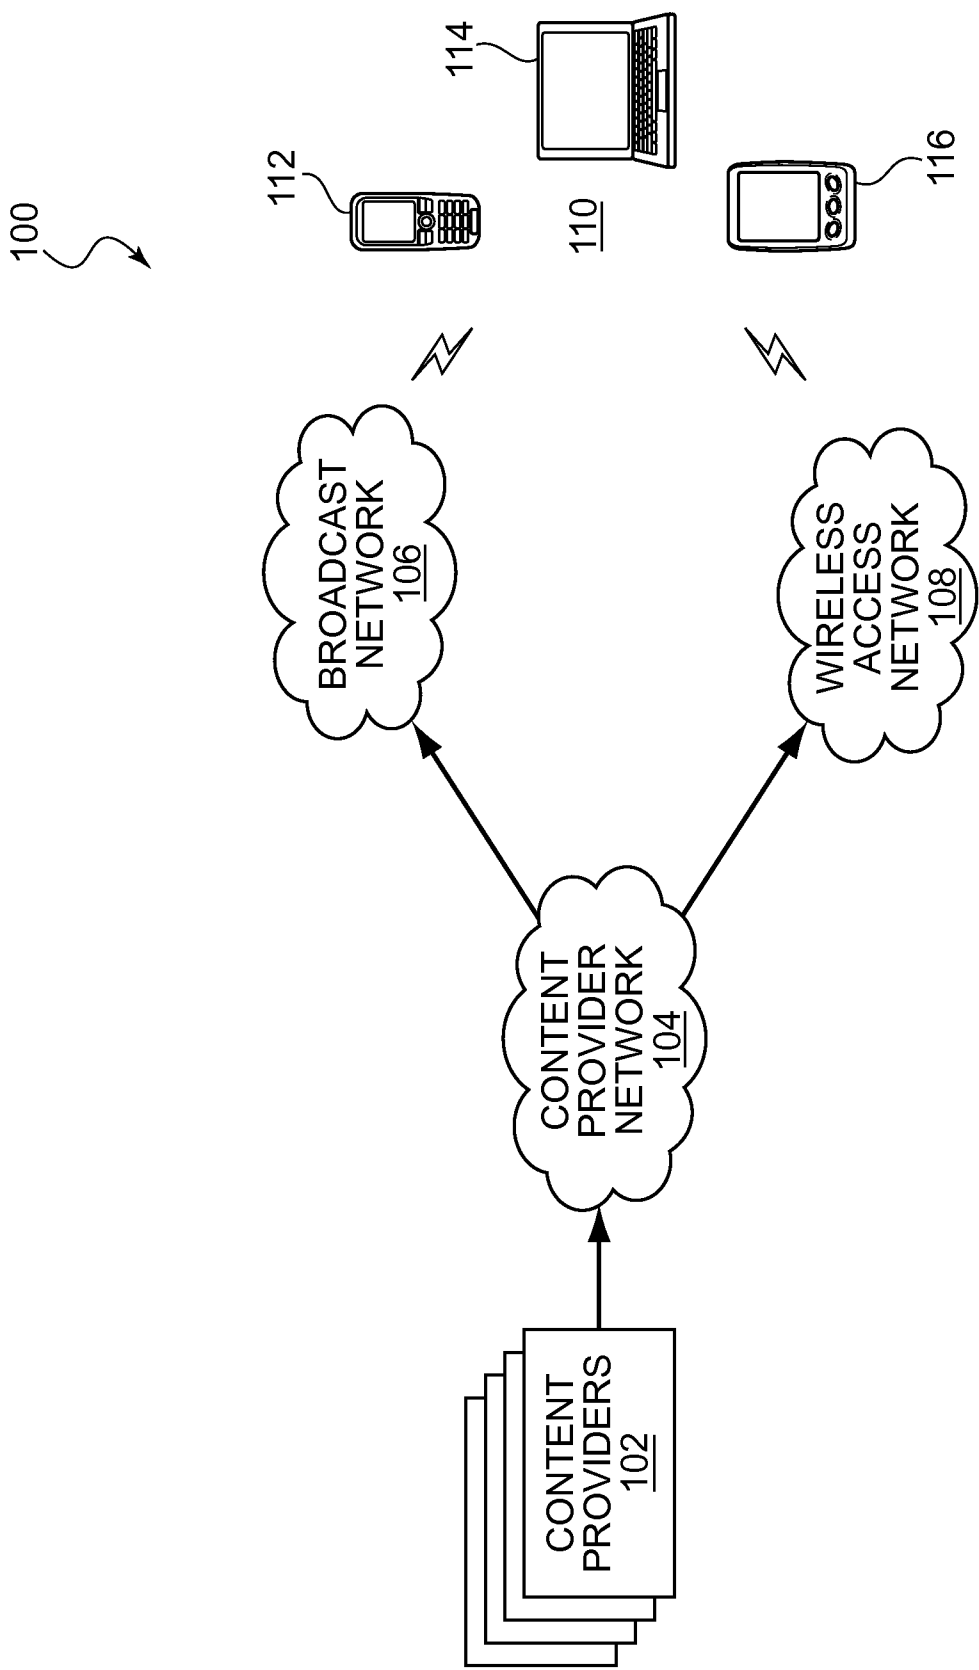 100
CONTENT
PROVIDERS
102
CONTENT
PROVIDER
NETWORK
104
BROADCAST
NETWORK
106
WIRELESS
ACCESS
NETWORK
108
112
114
110
116